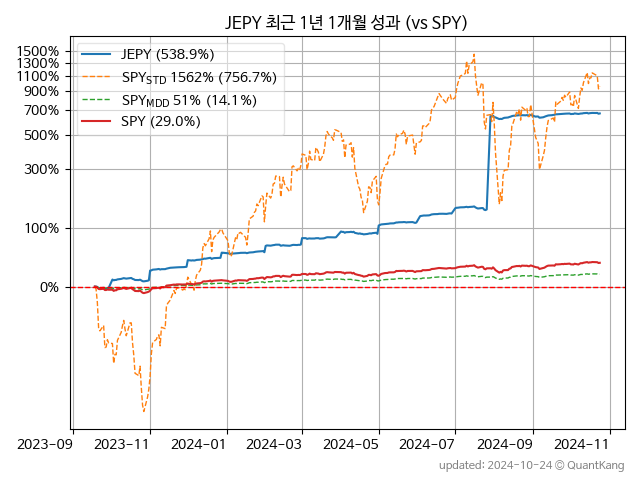 JEPY 최근 1년 1개월 성과 (vs SPY)
1500%
1300%
1100%
900%
700%
500%
300%
100%
0%
JEPY (538.9%)
SPY_STD 1562% (756.7%)
SPY_MDD 51% (14.1%)
SPY (29.0%)
2023-09 2023-11 2024-01 2024-03 2024-05 2024-07 2024-09 2024-11
updated: 2024-10-24 © QuantKang